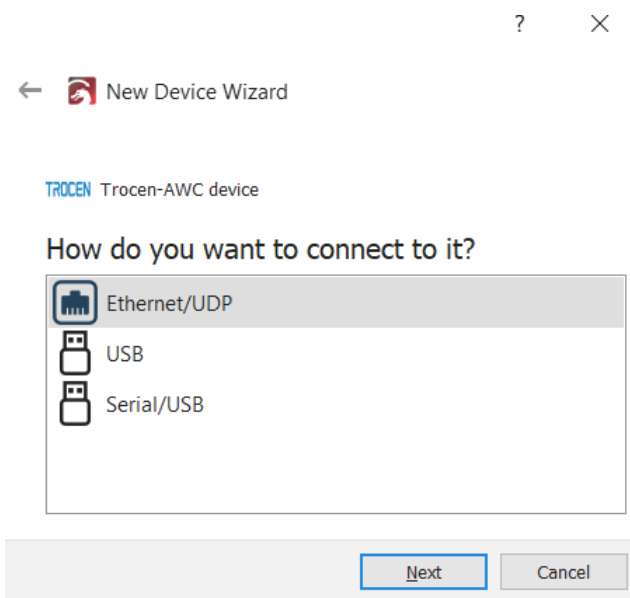 ?
New Device Wizard
TROCEN Trocen-AWC device
How do you want to connect to it?
Ethernet/UDP
USB
Serial/USB
Next Cancel